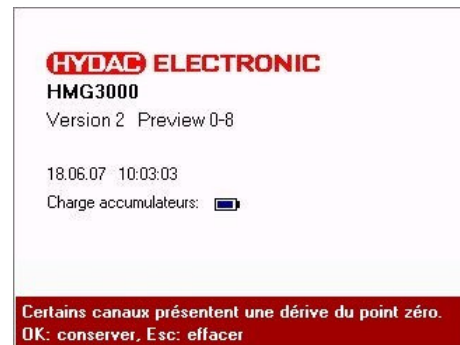 HYDAC ELECTRONIC
HMG3000
Version 2 Preview 0-8
18.06.07 10:03:03
Charge accumulateurs:
Certains canaux présentent une dérive du point zéro.
OK: conserver, Esc: effacer